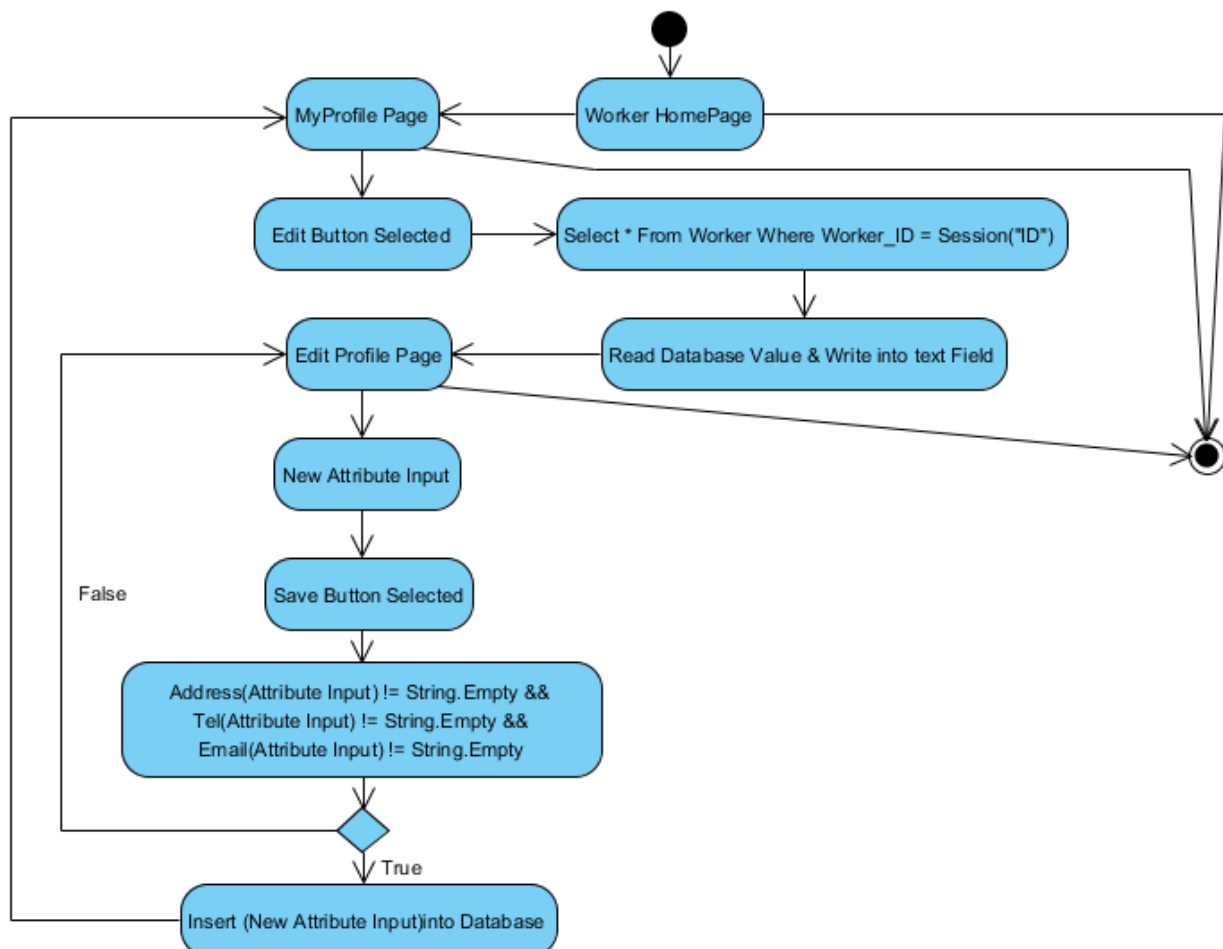 MyProfile Page
Worker HomePage
Edit Button Selected
Select * From Worker Where Worker_ID = Session("ID")
Edit Profile Page
Read Database Value & Write into text Field
New Attribute Input
Save Button Selected
False
Address(Attribute Input) != String.Empty &&
Tel(Attribute Input) != String.Empty &&
Email(Attribute Input) != String.Empty
True
Insert (New Attribute Input)into Database